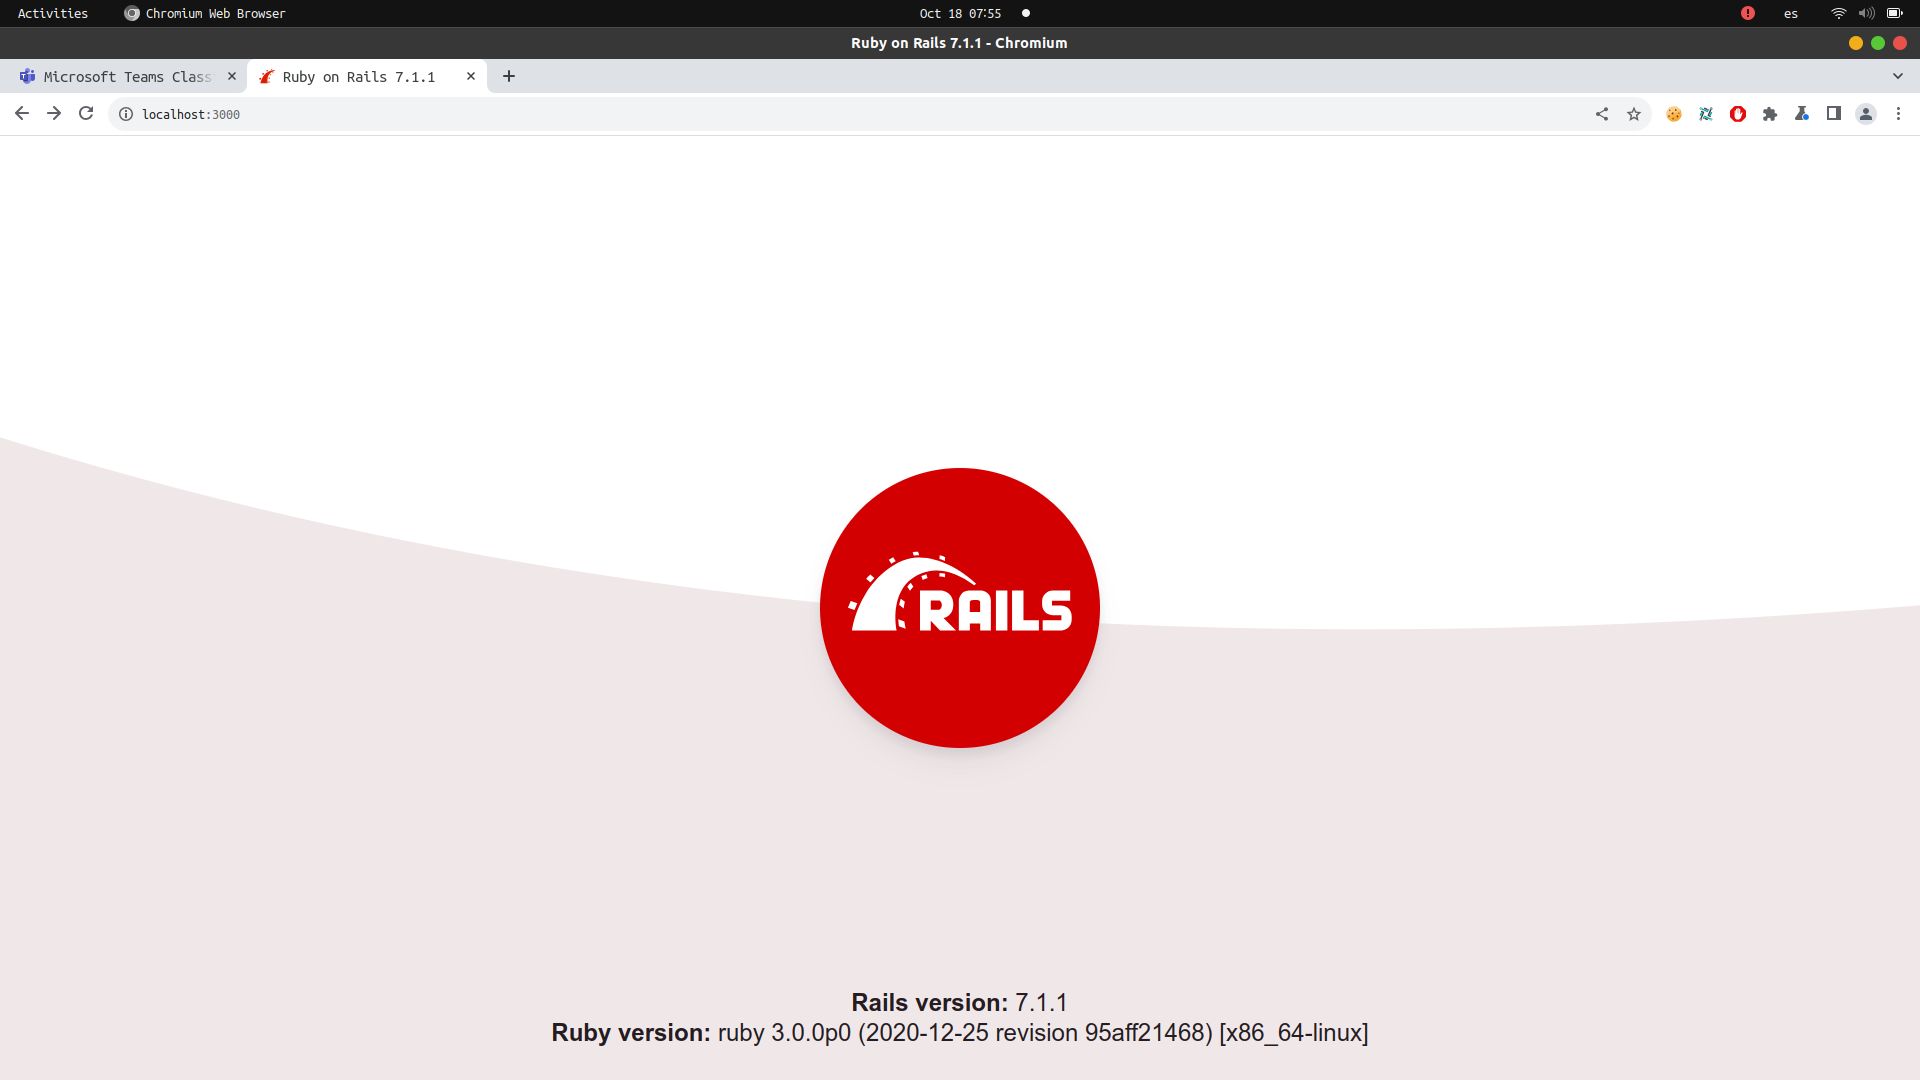 Activities
Chromium Web Browser
Oct 18 07:55
es
Ruby on Rails 7.1.1 - Chromium
Microsoft Teams Class
Ruby on Rails 7.1.1
localhost:3000
RAILS
Rails version: 7.1.1
Ruby version: ruby 3.0.0p0 (2020-12-25 revision 95aff21468) [x86_64-linux]